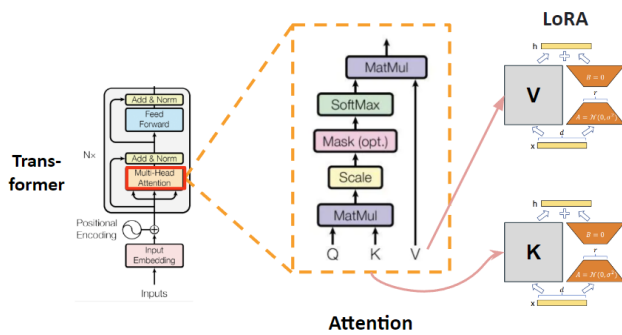 LoRA
Trans-
former
Nx
Add & Norm
Feed
Forward
Add & Norm
Multi-Head
Attention
Positional
Encoding
Input
Embedding
Inputs
MatMul
SoftMax
Mask (opt.)
Scale
MatMul
Q K V
Attention
h
V
B = 0
r
A = N(0, σ²)
d
x
h
K
B = 0
r
A = N(0, σ²)
d
x